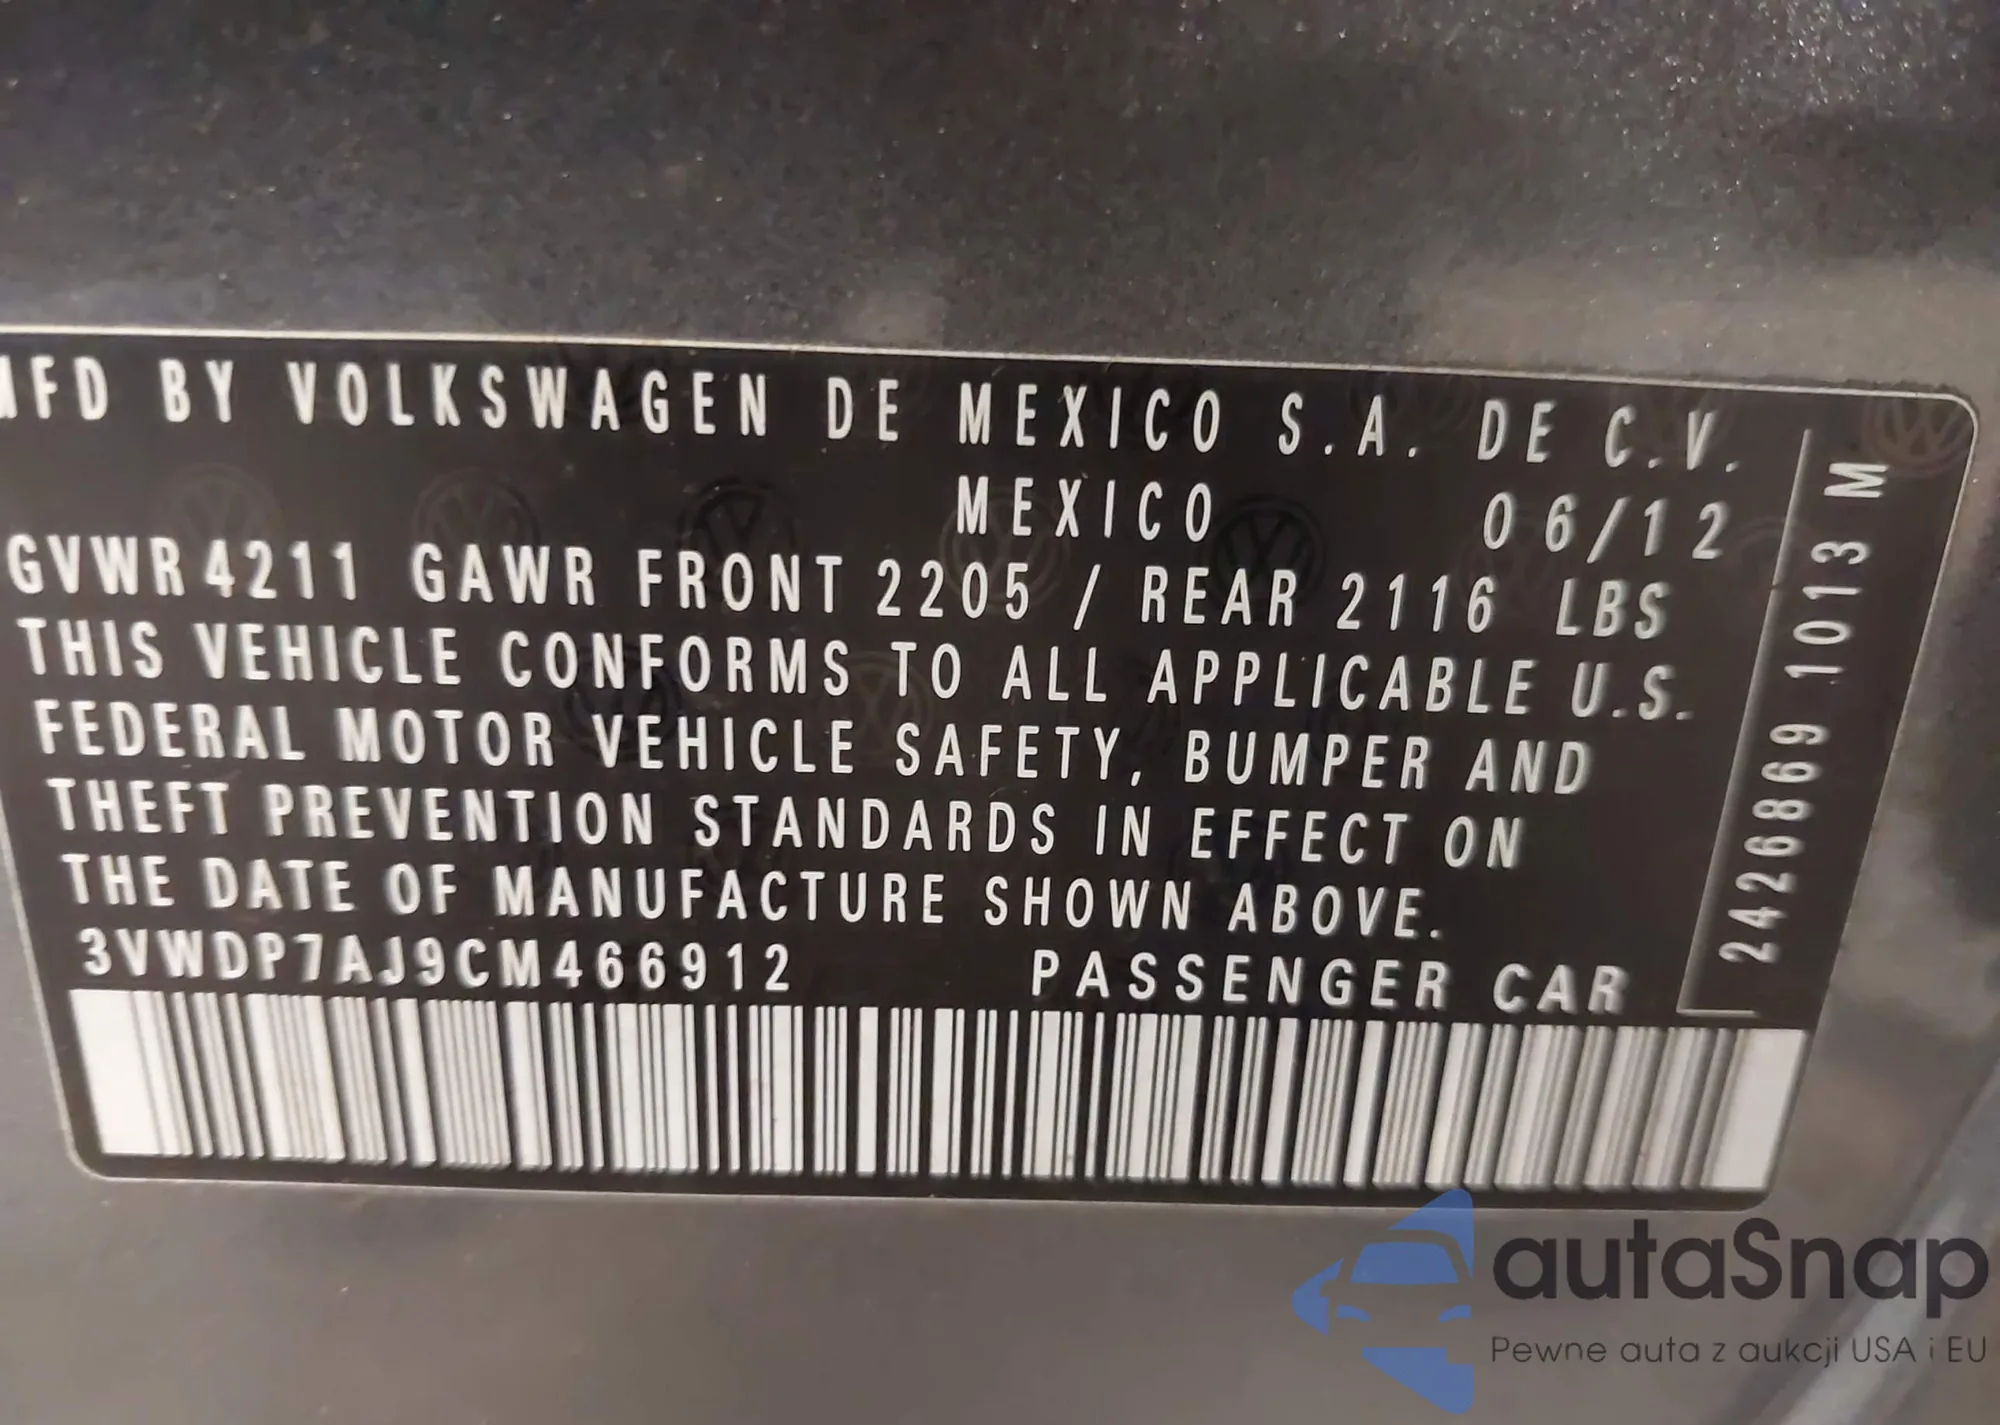 MFD BY VOLKSWAGEN DE MEXICO S.A. DE C.V.
MEXICO 06/12
GVWR 4211 GAWR FRONT 2205 / REAR 2116 LBS
THIS VEHICLE CONFORMS TO ALL APPLICABLE U.S.
FEDERAL MOTOR VEHICLE SAFETY, BUMPER AND
THEFT PREVENTION STANDARDS IN EFFECT ON
THE DATE OF MANUFACTURE SHOWN ABOVE.
3VWDP7AJ9CM466912 PASSENGER CAR
2426869 1013 M
autaSnap
Pewne auta z aukcji USA i EU